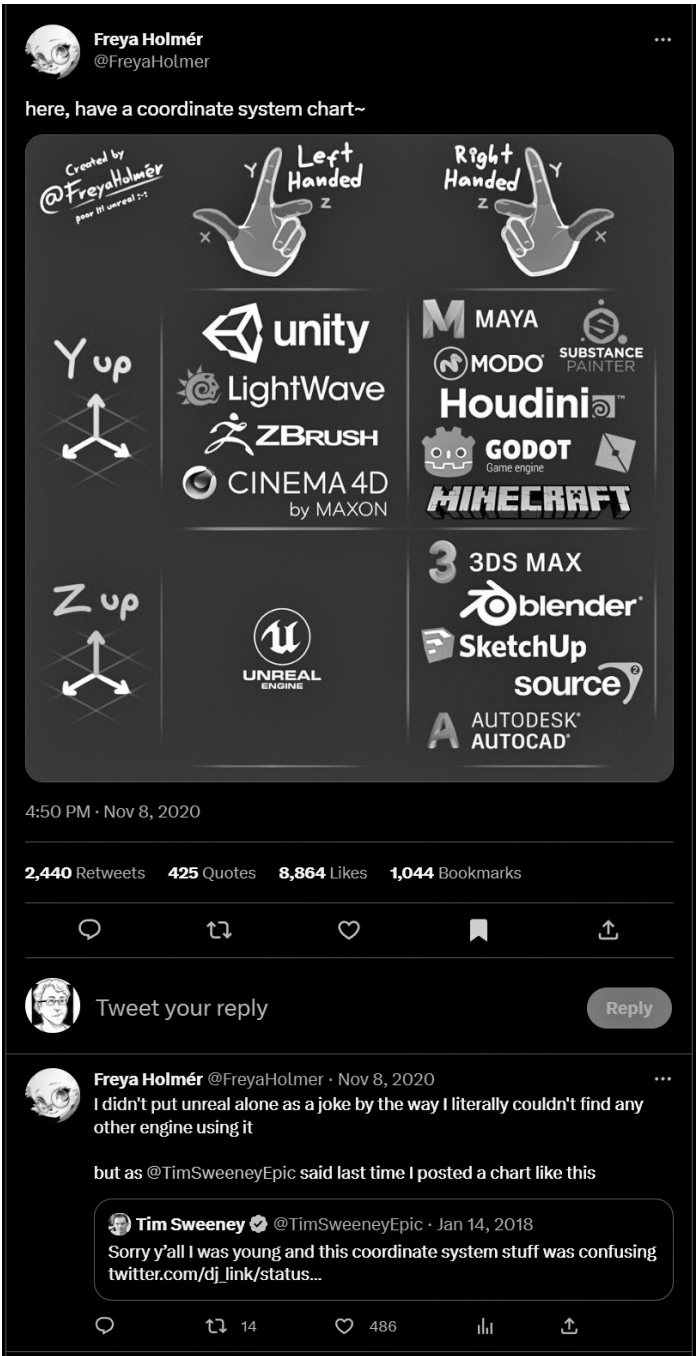 Freya Holmér
@FreyaHolmer
here, have a coordinate system chart~
Created by
@FreyaHolmér
poor lil unreal :-:
Left
Handed
Y
Z
X
Right
Handed
Y
Z
X
Y up
unity
LightWave
ZBRUSH
CINEMA 4D
by MAXON
M MAYA
SUBSTANCE
PAINTER
MODO
Houdini™
GODOT
Game engine
MINECRAFT
Z up
UNREAL
ENGINE
3 3DS MAX
blender
SketchUp
source 2
A AUTODESK®
AUTOCAD®
4:50 PM · Nov 8, 2020
2,440 Retweets 425 Quotes 8,864 Likes 1,044 Bookmarks
Tweet your reply
Reply
Freya Holmér @FreyaHolmer · Nov 8, 2020
I didn't put unreal alone as a joke by the way I literally couldn't find any
other engine using it
but as @TimSweeneyEpic said last time I posted a chart like this
Tim Sweeney @TimSweeneyEpic · Jan 14, 2018
Sorry y’all I was young and this coordinate system stuff was confusing
twitter.com/dj_link/status...
14 486